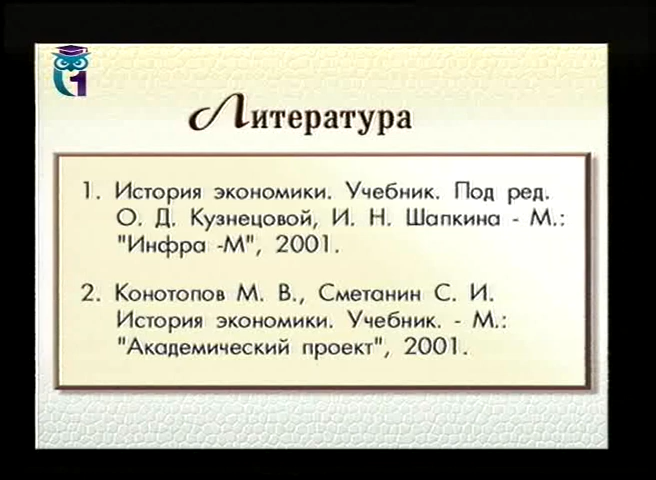 1
Литература
1. История экономики. Учебник. Под ред.
О. Д. Кузнецовой, И. Н. Шапкина - М.:
"Инфра -М", 2001.
2. Конотопов М. В., Сметанин С. И.
История экономики. Учебник. - М.:
"Академический проект", 2001.